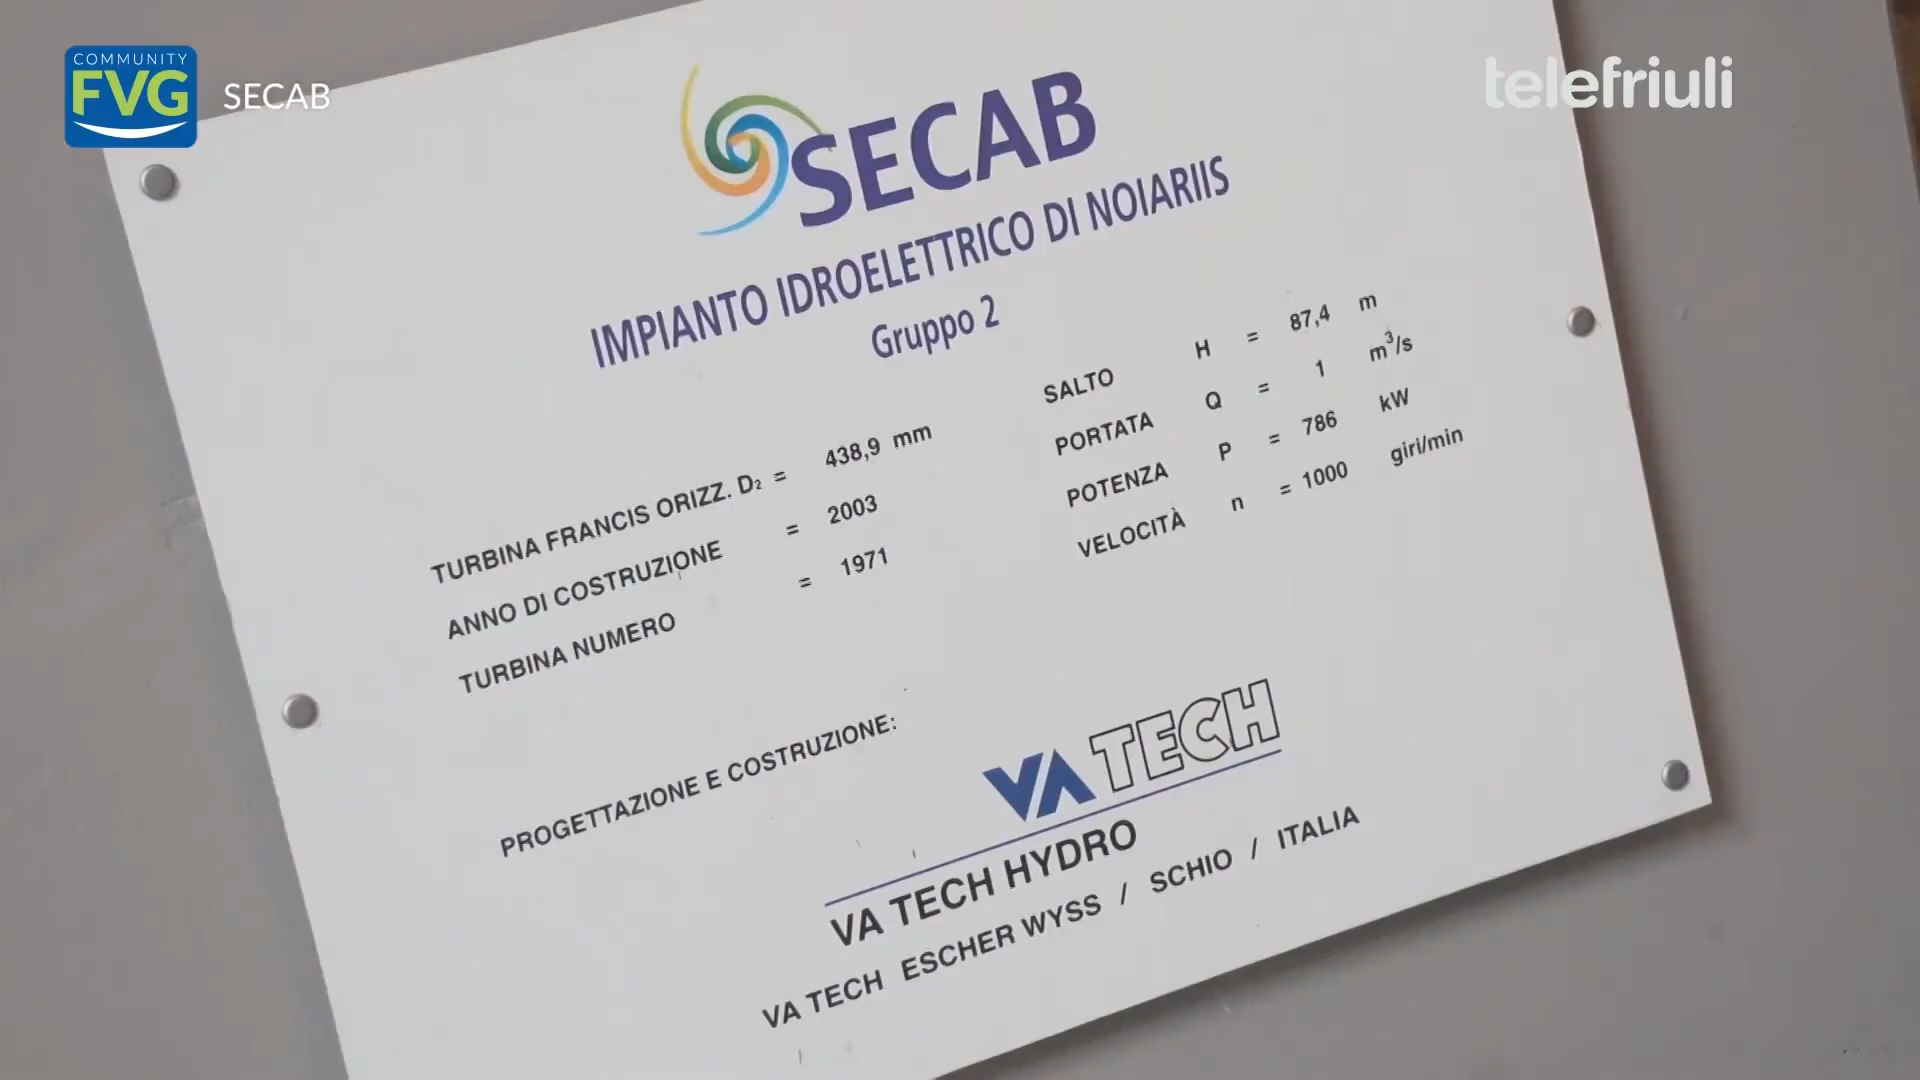 COMMUNITY
FVG
SECAB
telefriuli
SECAB
IMPIANTO IDROELETTRICO DI NOIARIIS
Gruppo 2
TURBINA FRANCIS ORIZZ. D₂ = 438,9 mm
ANNO DI COSTRUZIONE = 2003
TURBINA NUMERO = 1971
SALTO H = 87,4 m
PORTATA Q = 1 m³/s
POTENZA P = 786 kW
VELOCITÀ n = 1000 giri/min
PROGETTAZIONE E COSTRUZIONE:
VA TECH
VA TECH HYDRO
VA TECH ESCHER WYSS / SCHIO / ITALIA